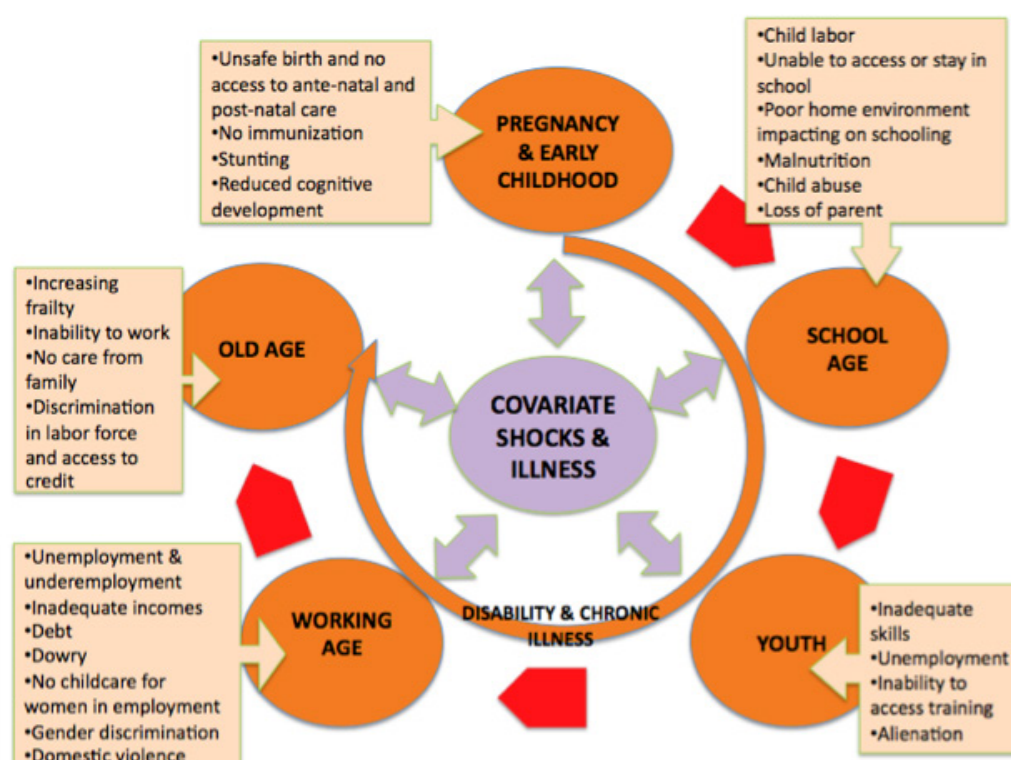 •Unsafe birth and no
access to ante-natal and
post-natal care
•No immunization
•Stunting
•Reduced cognitive
development
PREGNANCY
& EARLY
CHILDHOOD
•Child labor
•Unable to access or stay in
school
•Poor home environment
impacting on schooling
•Malnutrition
•Child abuse
•Loss of parent
•Increasing
frailty
•Inability to work
•No care from
family
•Discrimination
in labor force
and access to
credit
OLD AGE
SCHOOL
AGE
COVARIATE
SHOCKS &
ILLNESS
•Unemployment &
underemployment
•Inadequate incomes
•Debt
•Dowry
•No childcare for
women in employment
•Gender discrimination
•Domestic violence
WORKING
AGE
DISABILITY & CHRONIC
ILLNESS
YOUTH
•Inadequate
skills
•Unemployment
•Inability to
access training
•Alienation